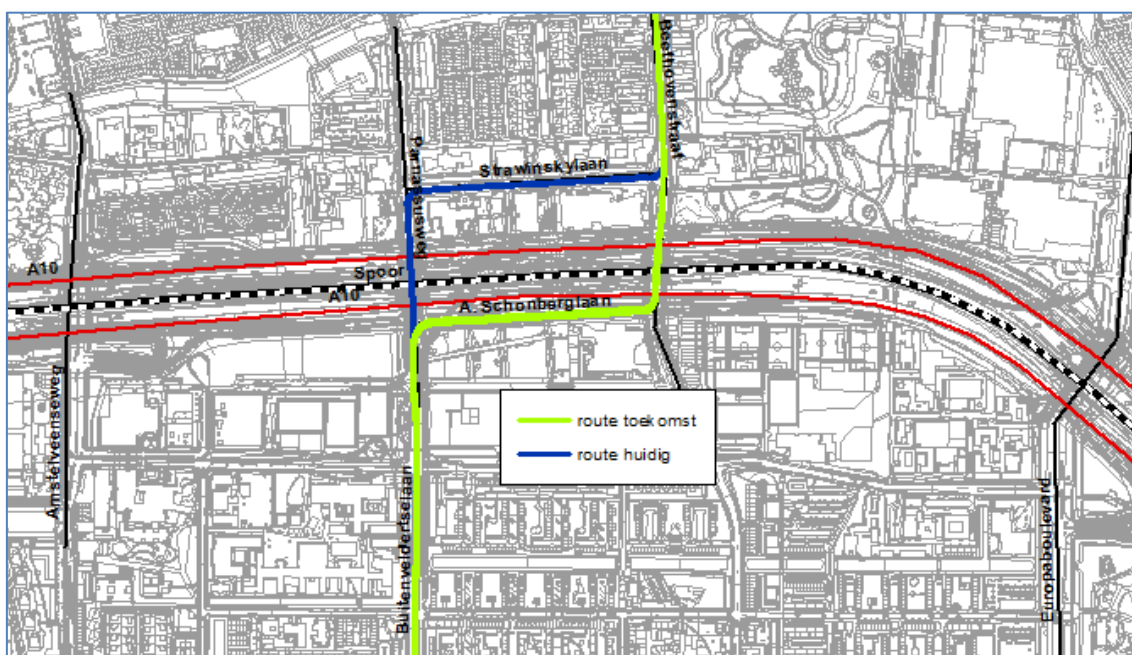 Beethovenstraat
Parnassusweg
Strawinskylaan
A10
Spoor
A10
A. Schonberglaan
Amstelveenseweg
route toekomst
route huidig
Buitenveldertselaan
Europaboulevard